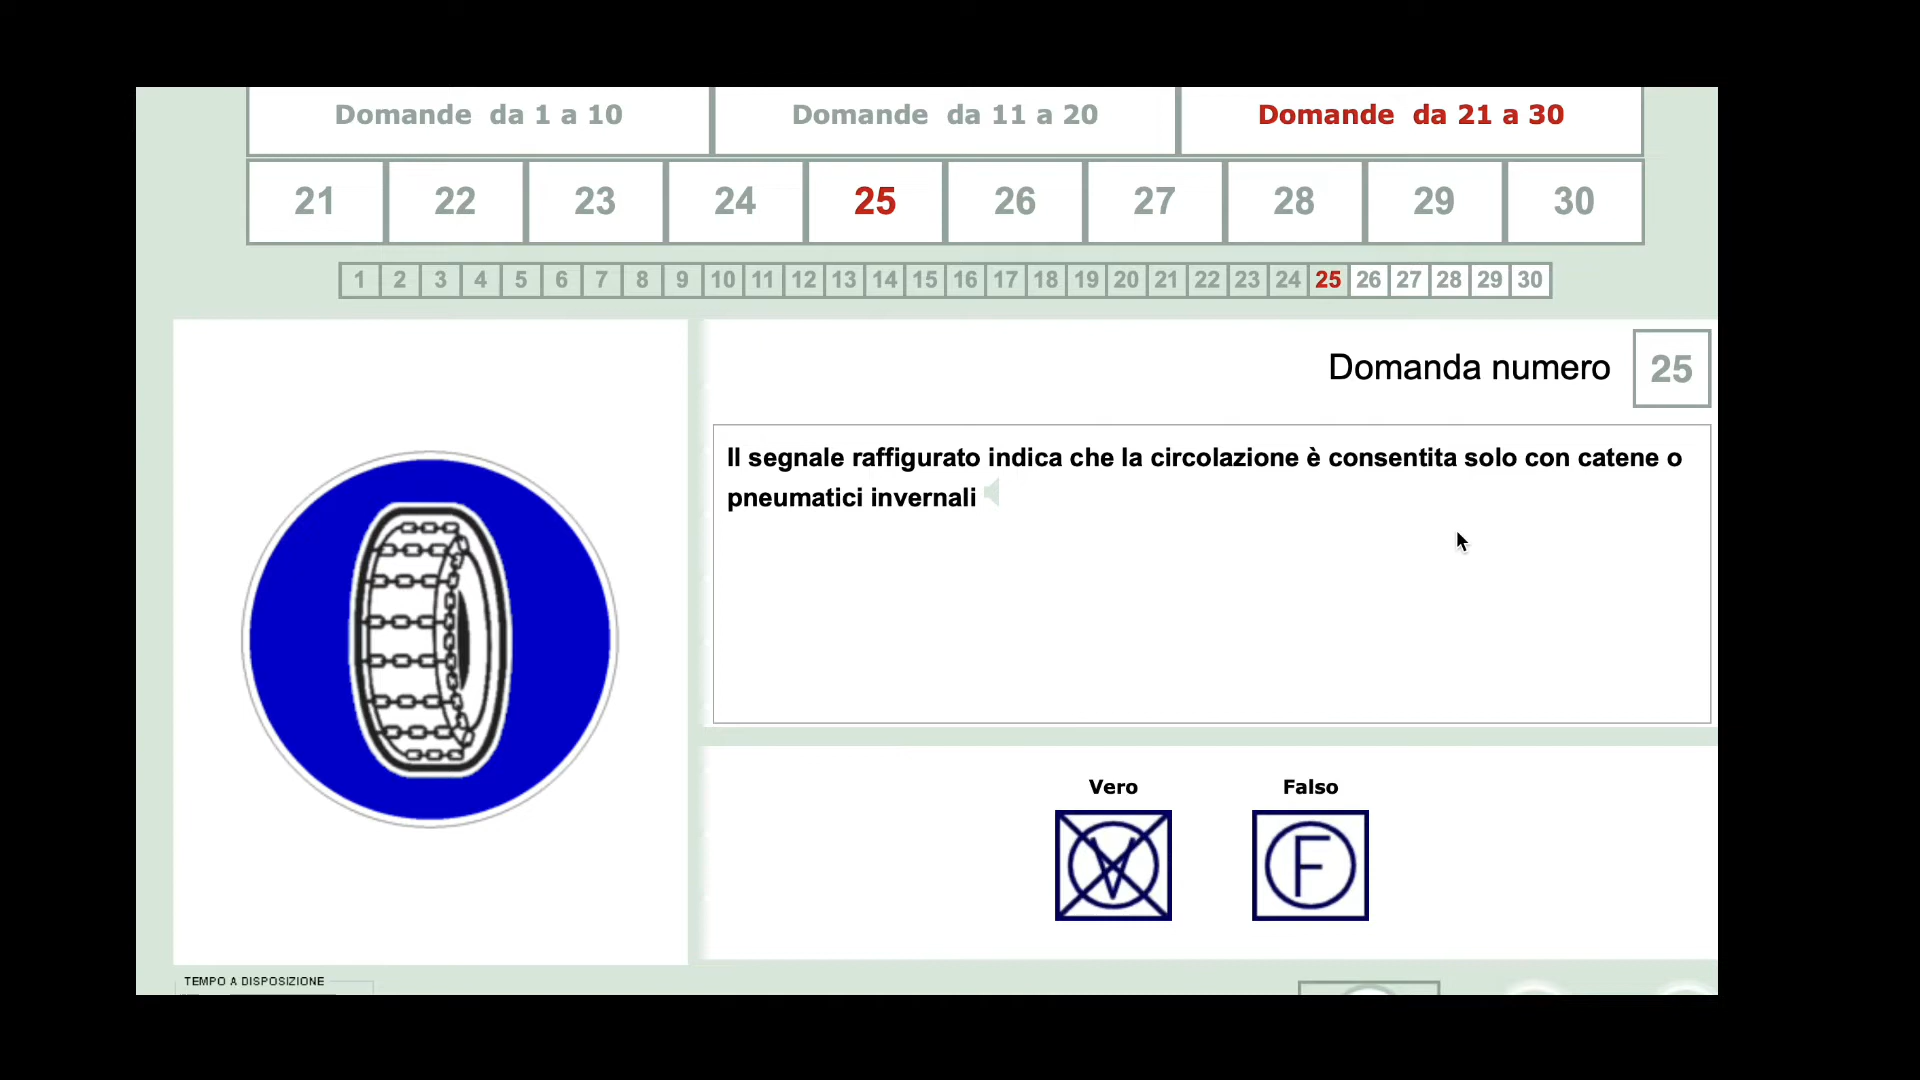 Domande da 1 a 10
Domande da 11 a 20
Domande da 21 a 30
21 22 23 24 25 26 27 28 29 30
1 2 3 4 5 6 7 8 9 10 11 12 13 14 15 16 17 18 19 20 21 22 23 24 25 26 27 28 29 30
Domanda numero 25
Il segnale raffigurato indica che la circolazione è consentita solo con catene o
pneumatici invernali
Vero
Falso
V
F
TEMPO A DISPOSIZIONE